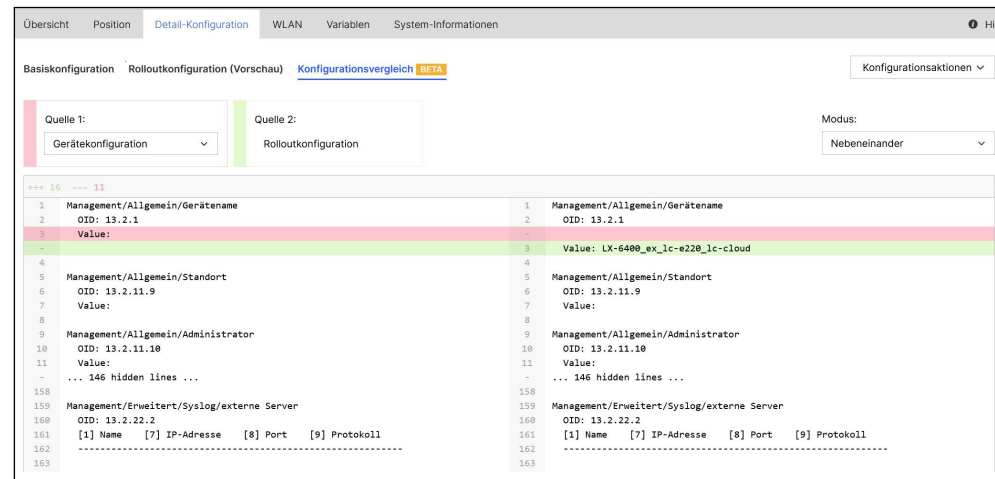 Übersicht Position Detail-Konfiguration WLAN Variablen System-Informationen Hi
Basiskonfiguration Rolloutkonfiguration (Vorschau) Konfigurationsvergleich BETA Konfigurationsaktionen
Quelle 1: Quelle 2: Modus:
Gerätekonfiguration Rolloutkonfiguration Nebeneinander
+++ 16 --- 11
1 Management/Allgemein/Gerätename 1 Management/Allgemein/Gerätename
2 OID: 13.2.1 2 OID: 13.2.1
3 Value: -
- 3 Value: LX-6400_ex_lc-e220_lc-cloud
4 4
5 Management/Allgemein/Standort 5 Management/Allgemein/Standort
6 OID: 13.2.11.9 6 OID: 13.2.11.9
7 Value: 7 Value:
8 8
9 Management/Allgemein/Administrator 9 Management/Allgemein/Administrator
10 OID: 13.2.11.10 10 OID: 13.2.11.10
11 Value: 11 Value:
- ... 146 hidden lines ... - ... 146 hidden lines ...
158 158
159 Management/Erweitert/Syslog/externe Server 159 Management/Erweitert/Syslog/externe Server
160 OID: 13.2.22.2 160 OID: 13.2.22.2
161 [1] Name [7] IP-Adresse [8] Port [9] Protokoll 161 [1] Name [7] IP-Adresse [8] Port [9] Protokoll
162 ----------------------------------------------------------- 162 -----------------------------------------------------------
163 163